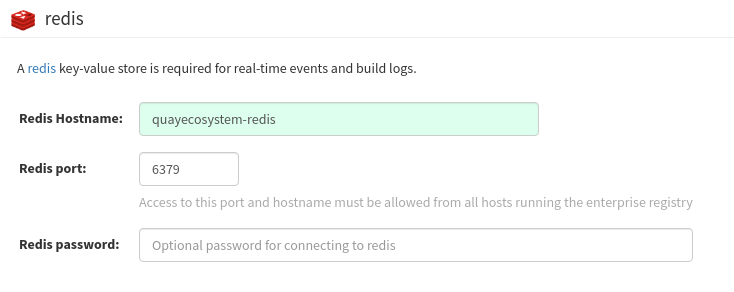 redis
A redis key-value store is required for real-time events and build logs.
Redis Hostname: quayecosystem-redis
Redis port: 6379
Access to this port and hostname must be allowed from all hosts running the enterprise registry
Redis password: Optional password for connecting to redis